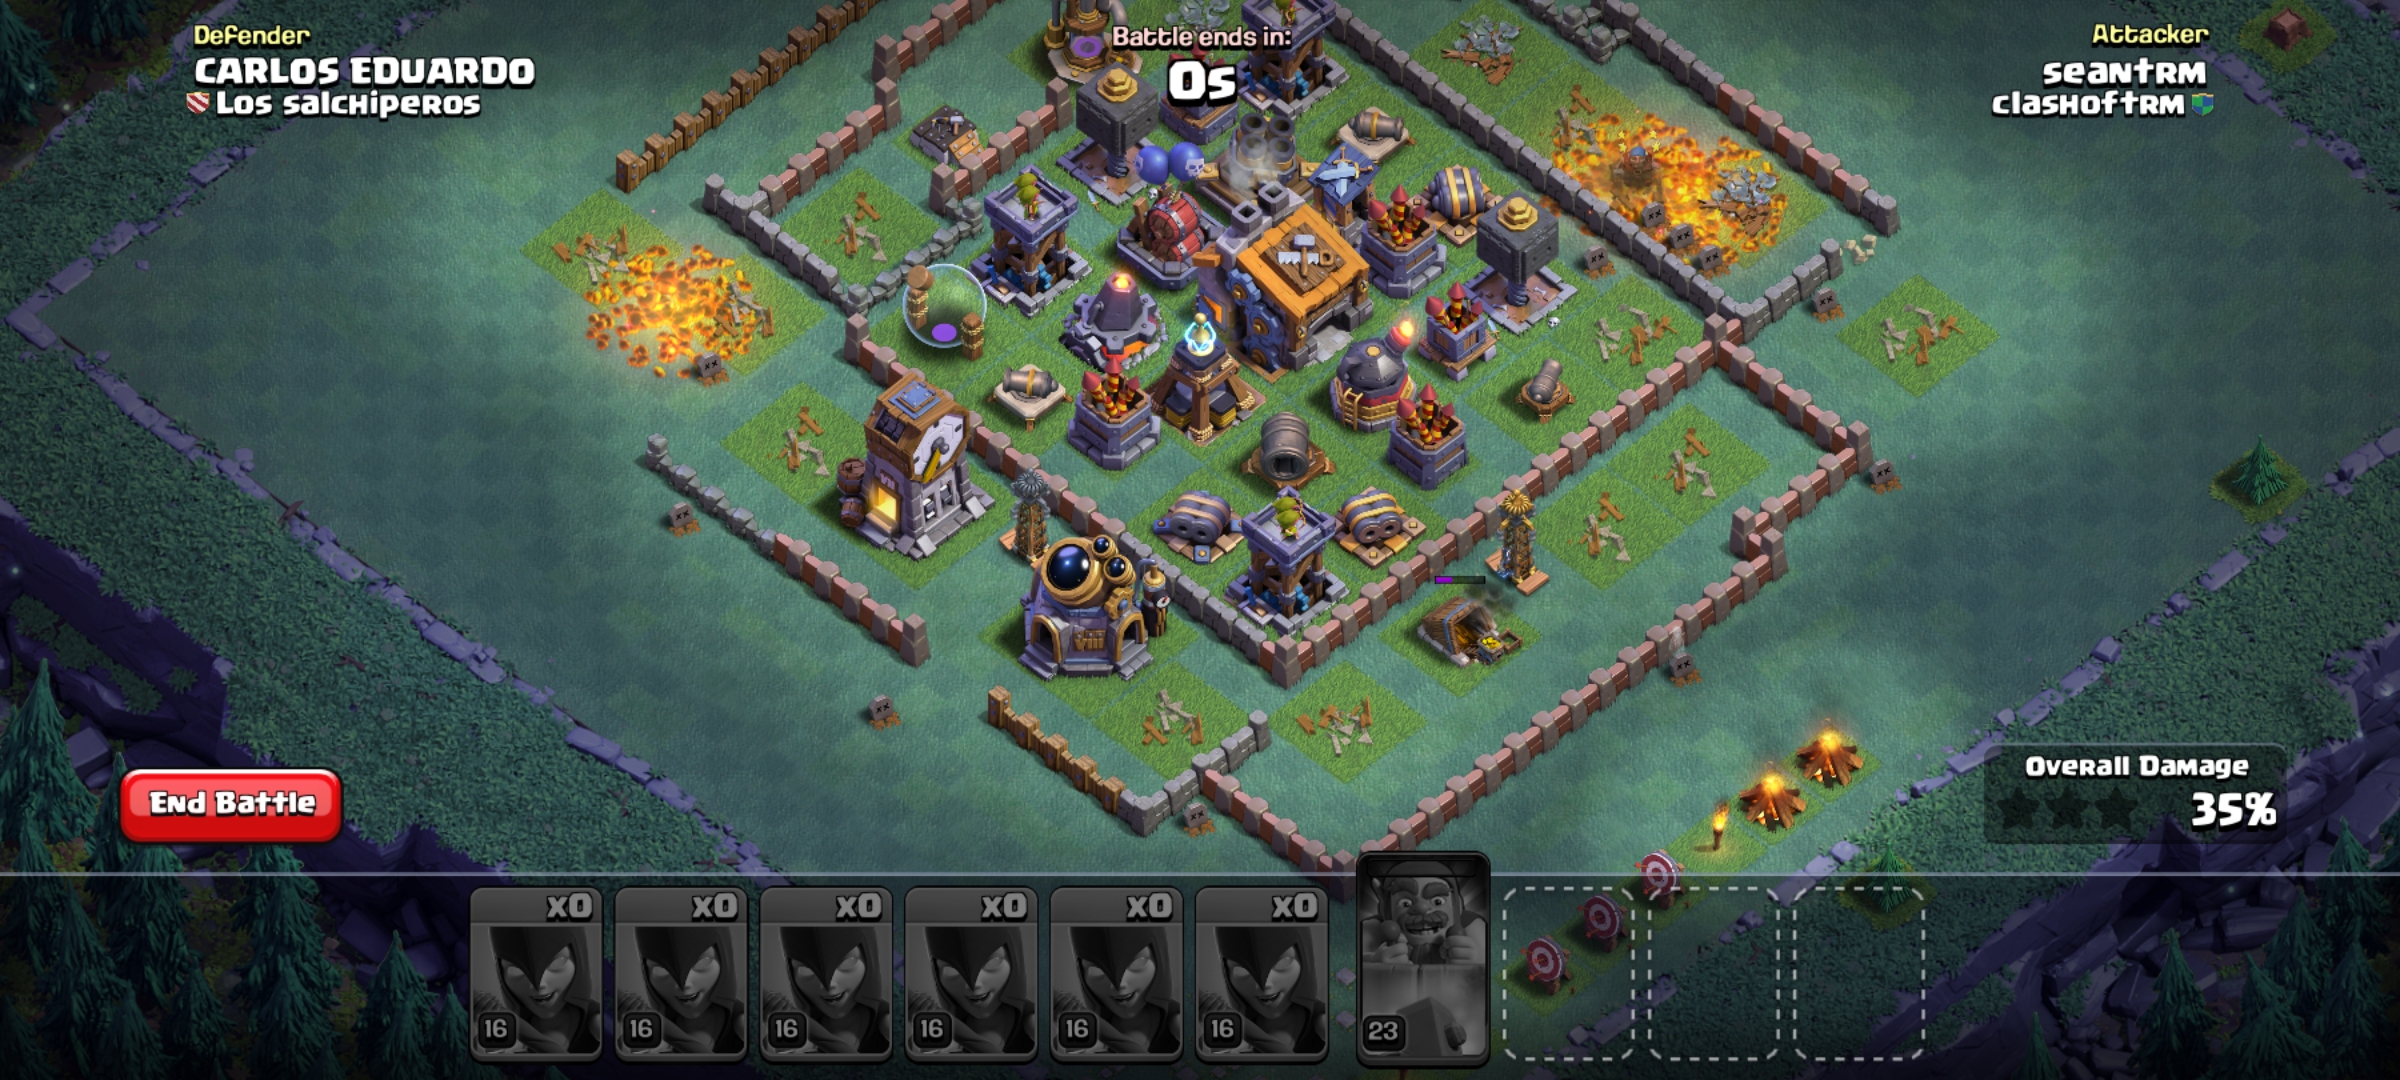 Defender
CARLOS EDUARDO
Los salchiperos
Battle ends in:
0s
Attacker
seantrm
clashoftrm
End Battle
Overall Damage
35%
x0
x0
x0
x0
x0
x0
16
16
16
16
16
16
23
VIII